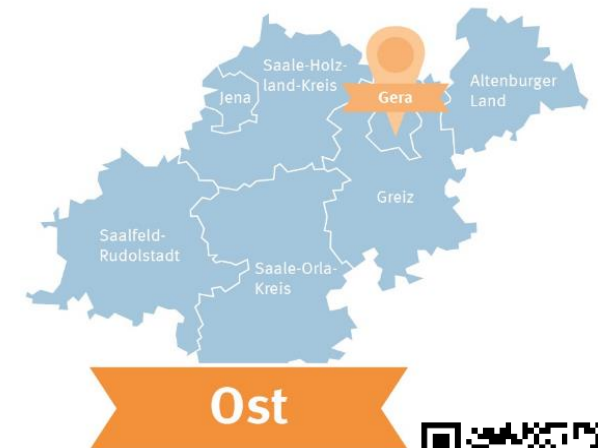 Saale-Holz-
land-Kreis
Jena
Gera
Altenburger
Land
Greiz
Saalfeld-
Rudolstadt
Saale-Orla-
Kreis
Ost